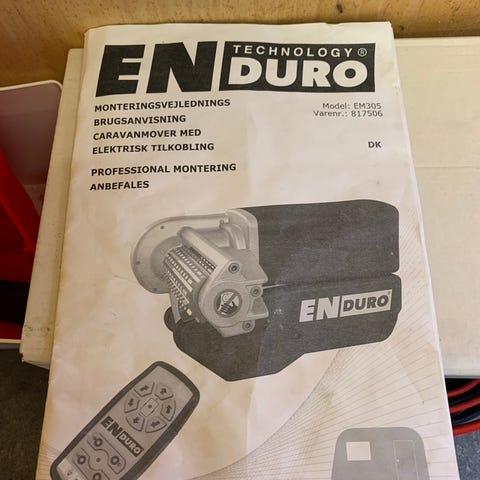 ENDURO
TECHNOLOGY ®
MONTERINGSVEJLEDNINGS
BRUGSANVISNING
CARAVANMOVER MED
ELEKTRISK TILKOBLING
PROFESSIONAL MONTERING
ANBEFALES
Model: EM305
Varenr.: 817506
DK
ENDURO
ENDURO